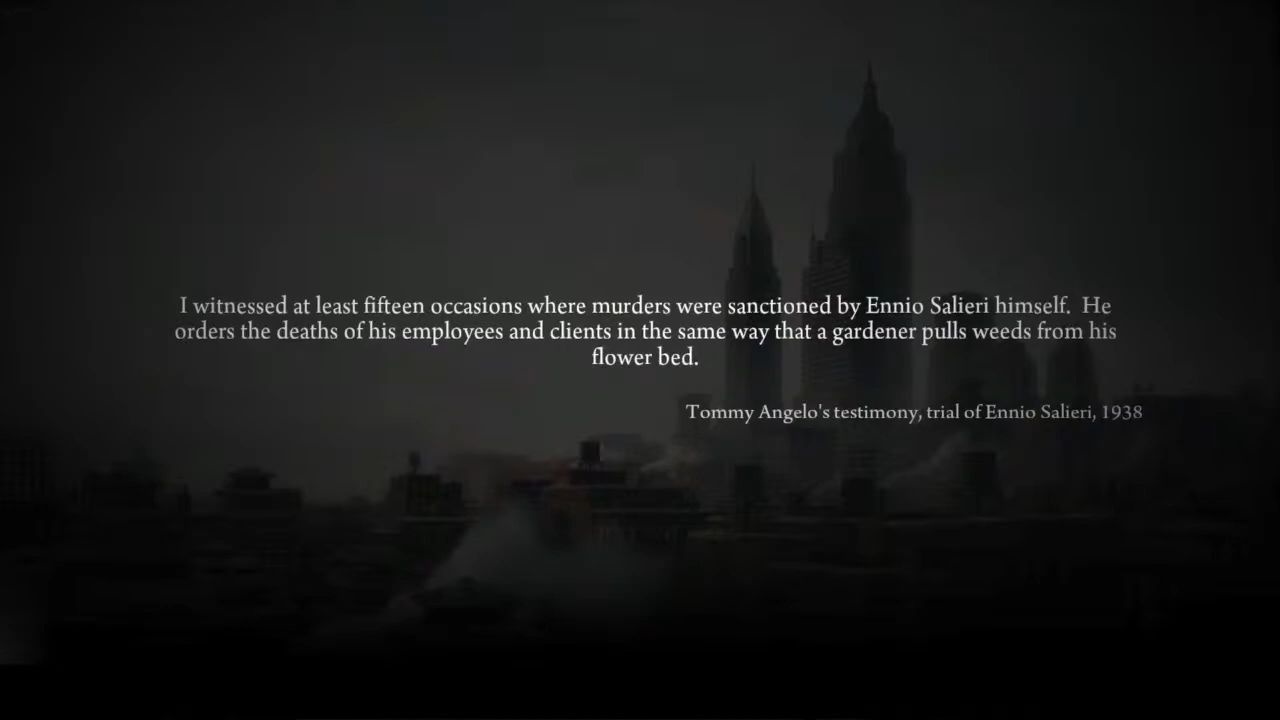 I witnessed at least fifteen occasions where murders were sanctioned by Ennio Salieri himself.  He
orders the deaths of his employees and clients in the same way that a gardener pulls weeds from his
flower bed.
Tommy Angelo's testimony, trial of Ennio Salieri, 1938